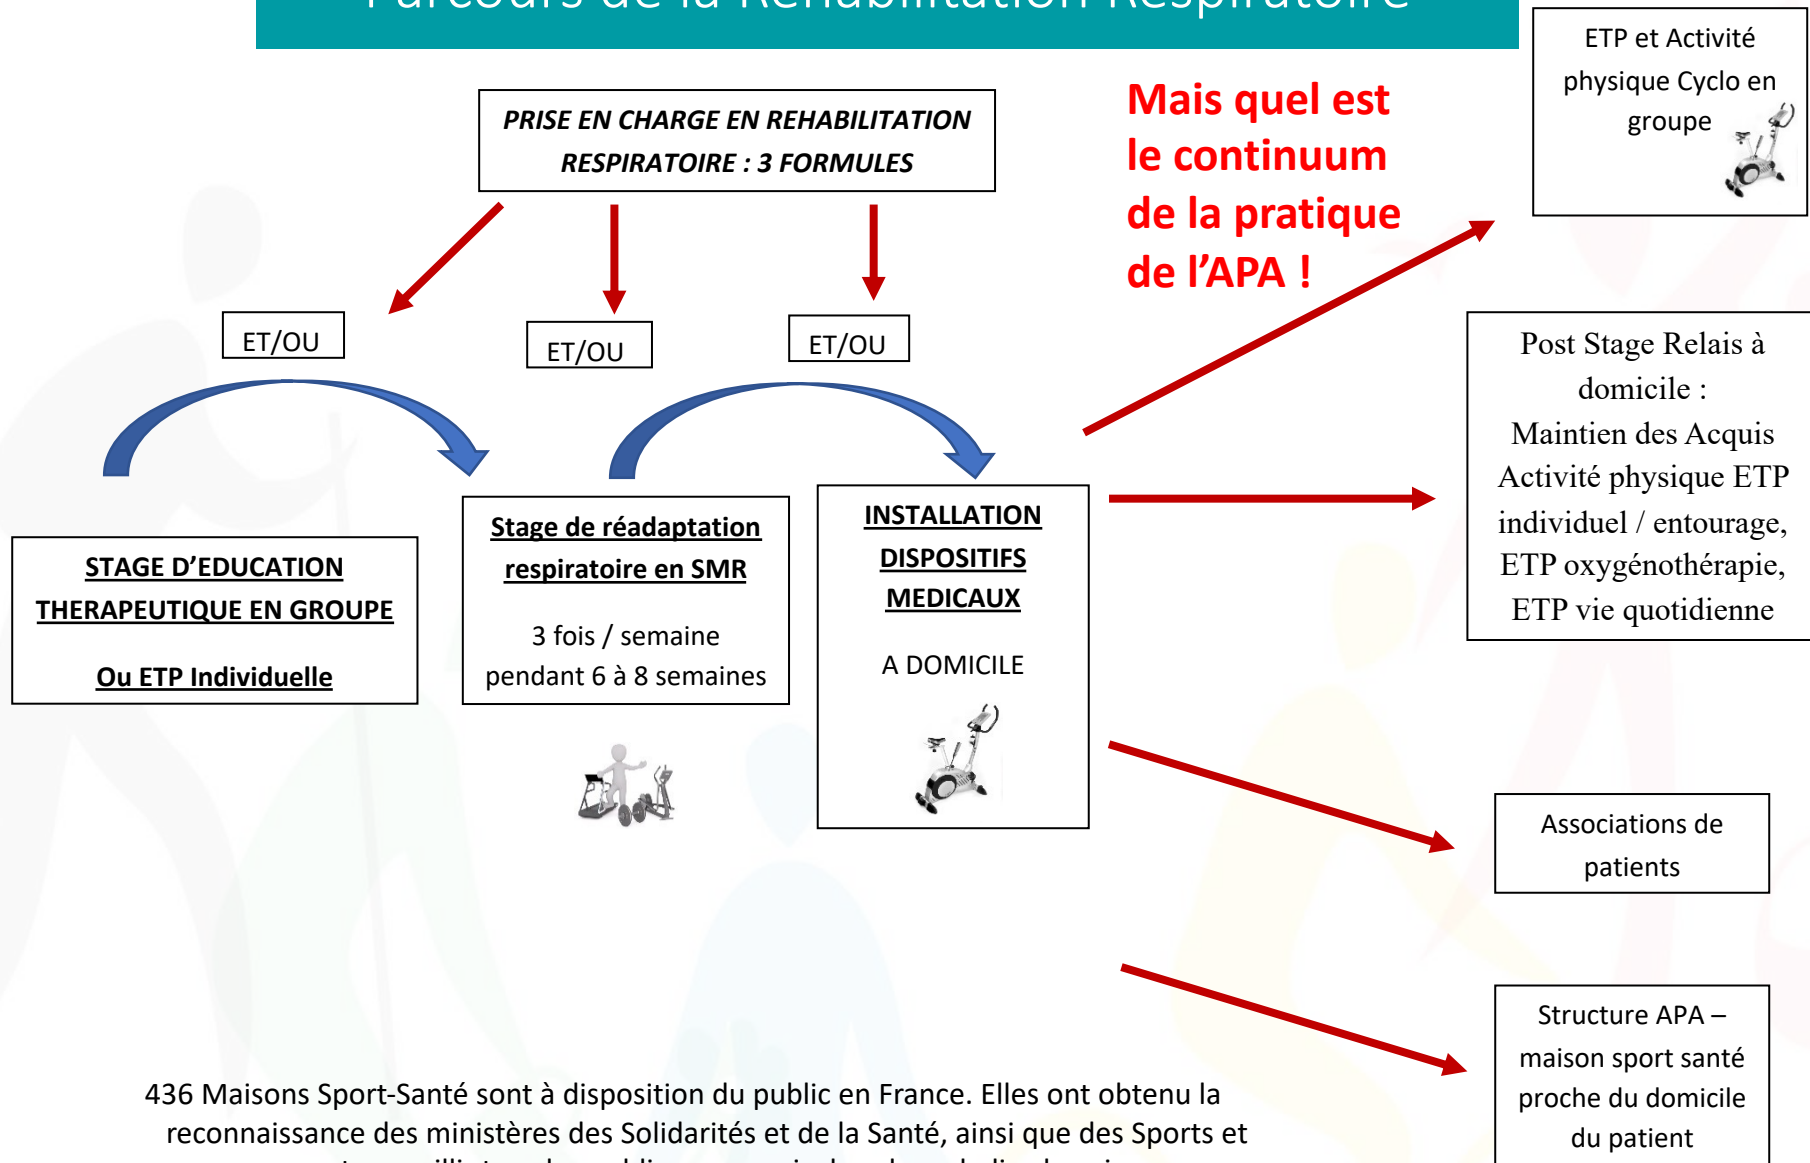 Parcours de la Réhabilitation Respiratoire
PRISE EN CHARGE EN REHABILITATION
RESPIRATOIRE : 3 FORMULES
Mais quel est
le continuum
de la pratique
de l’APA !
ETP et Activité
physique Cyclo en
groupe
ET/OU
ET/OU
ET/OU
STAGE D’EDUCATION
THERAPEUTIQUE EN GROUPE
Ou ETP Individuelle
Stage de réadaptation
respiratoire en SMR
3 fois / semaine
pendant 6 à 8 semaines
INSTALLATION
DISPOSITIFS
MEDICAUX
A DOMICILE
Post Stage Relais à
domicile :
Maintien des Acquis
Activité physique ETP
individuel / entourage,
ETP oxygénothérapie,
ETP vie quotidienne
Associations de
patients
Structure APA –
maison sport santé
proche du domicile
du patient
436 Maisons Sport-Santé sont à disposition du public en France. Elles ont obtenu la
reconnaissance des ministères des Solidarités et de la Santé, ainsi que des Sports et